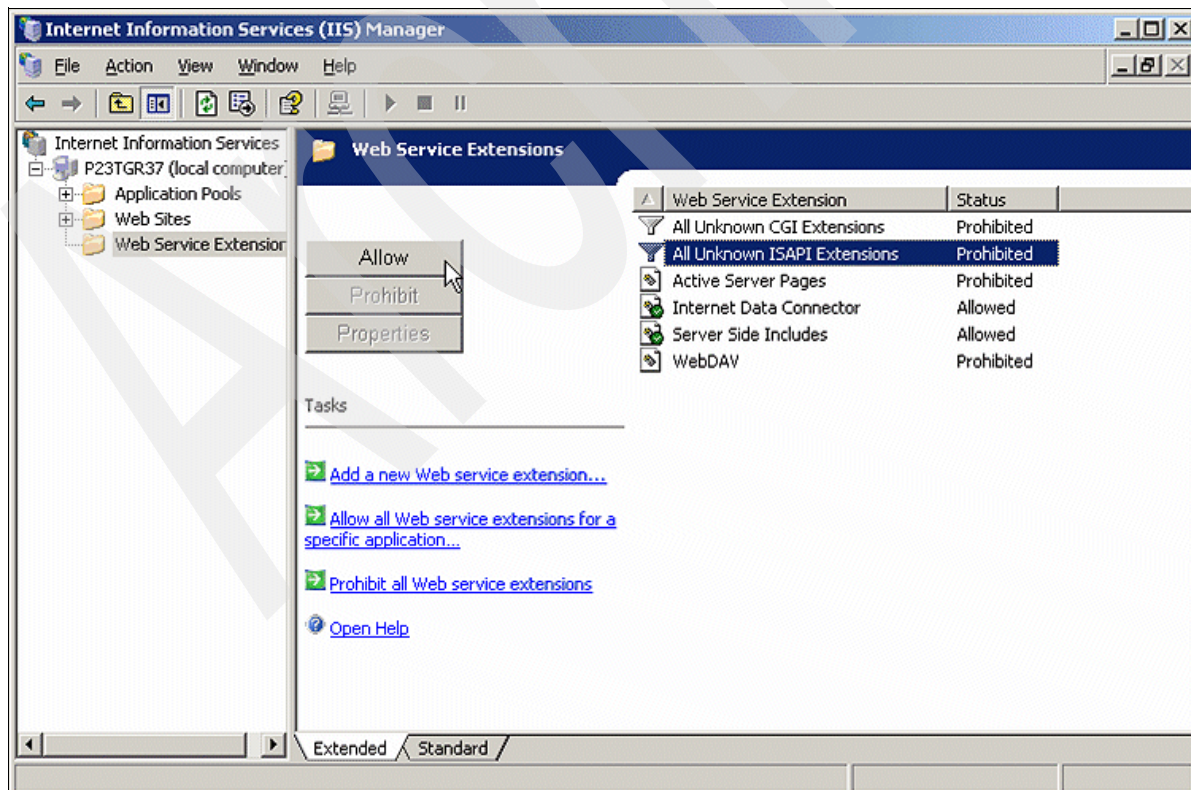 Internet Information Services (IIS) Manager
File Action View Window Help
Internet Information Services
P23TGR37 (local computer)
Application Pools
Web Sites
Web Service Extension
Web Service Extensions
Allow
Prohibit
Properties
Tasks
Add a new Web service extension...
Allow all Web service extensions for a
specific application...
Prohibit all Web service extensions
Open Help
Web Service Extension Status
All Unknown CGI Extensions Prohibited
All Unknown ISAPI Extensions Prohibited
Active Server Pages Prohibited
Internet Data Connector Allowed
Server Side Includes Allowed
WebDAV Prohibited
Extended Standard